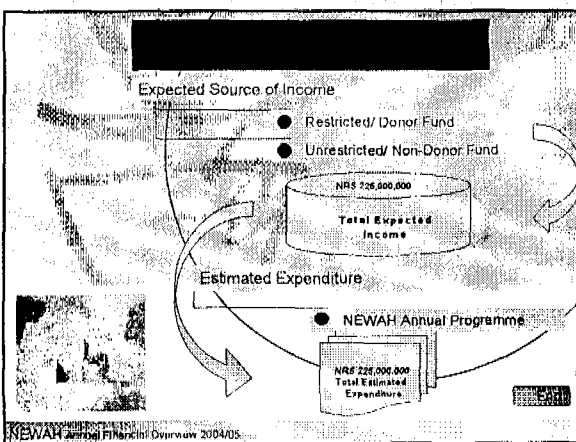 Expected Source of Income
Restricted/ Donor Fund
Unrestricted/ Non-Donor Fund
NRS 225,000,000
Total Expected
Income
Estimated Expenditure
NEWAH Annual Programme
NRS 225,000,000
Total Estimated
Expenditure
End
NEWAH Annual Financial Overview 2004/05